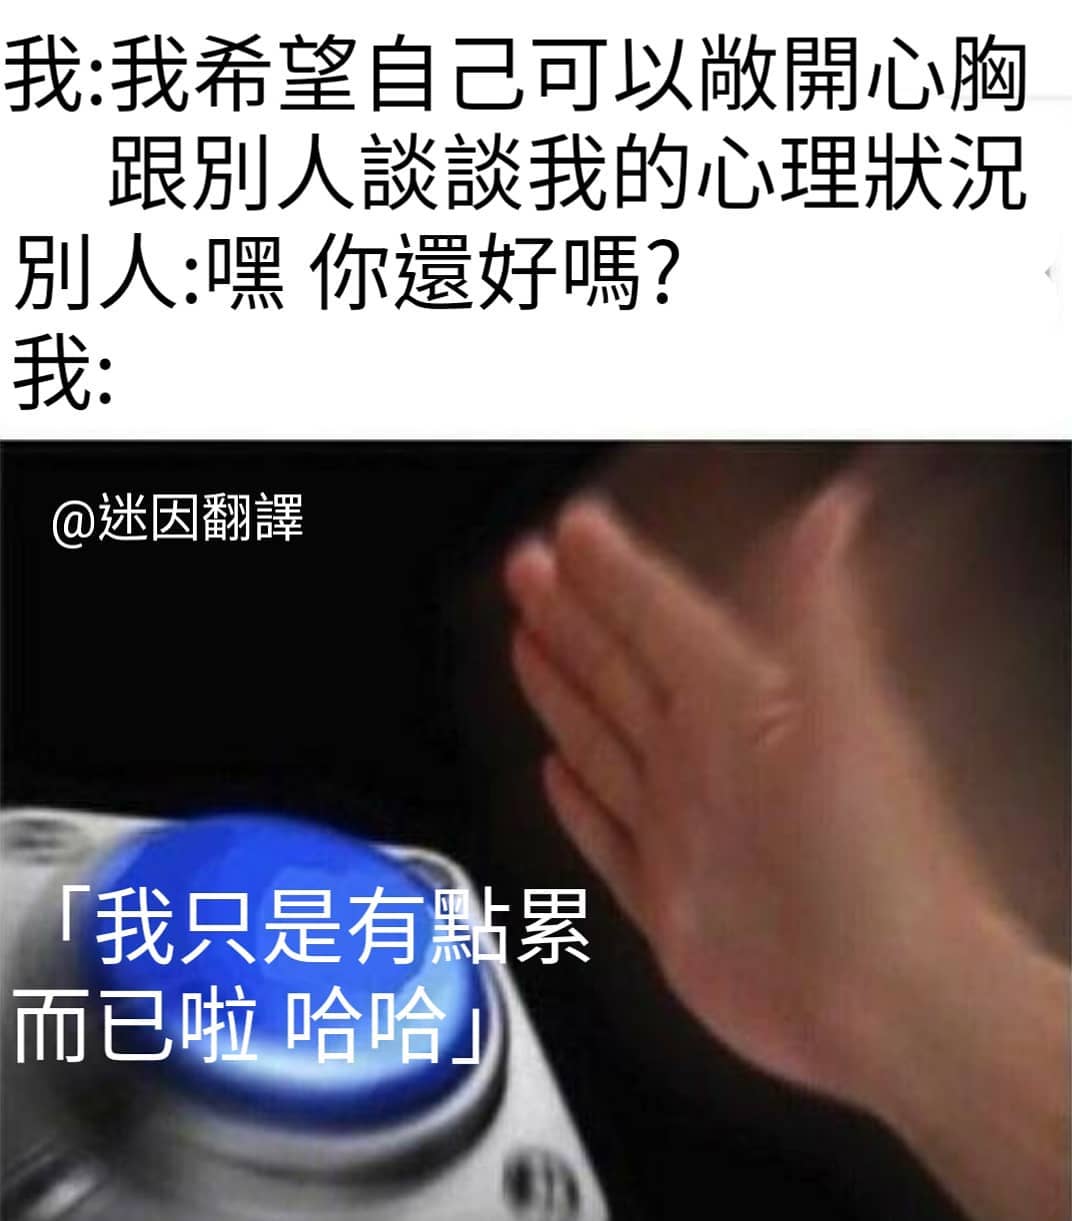 我:我希望自己可以敞開心胸
跟別人談談我的心理狀況
別人:嘿 你還好嗎?
我:
@迷因翻譯
「我只是有點累
而已啦 哈哈」